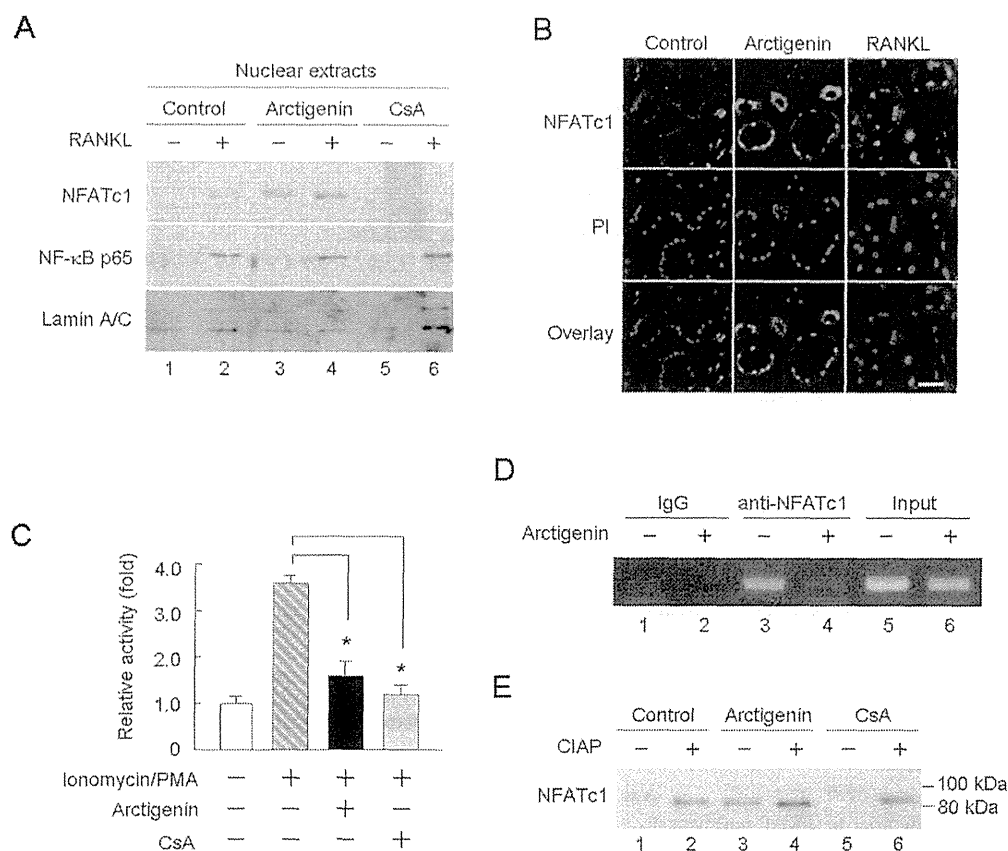 A
Nuclear extracts
Control Arctigenin CsA
RANKL − + − + − +
NFATc1
NF-κB p65
Lamin A/C
1 2 3 4 5 6
B
Control Arctigenin RANKL
NFATc1
PI
Overlay
C
Relative activity (fold)
4.0
3.0
2.0
1.0
0
* *
Ionomycin/PMA − + + +
Arctigenin − − + −
CsA − − − +
D
IgG anti-NFATc1 Input
Arctigenin − + − + − +
1 2 3 4 5 6
E
Control Arctigenin CsA
CIAP − + − + − +
NFATc1
100 kDa
80 kDa
1 2 3 4 5 6